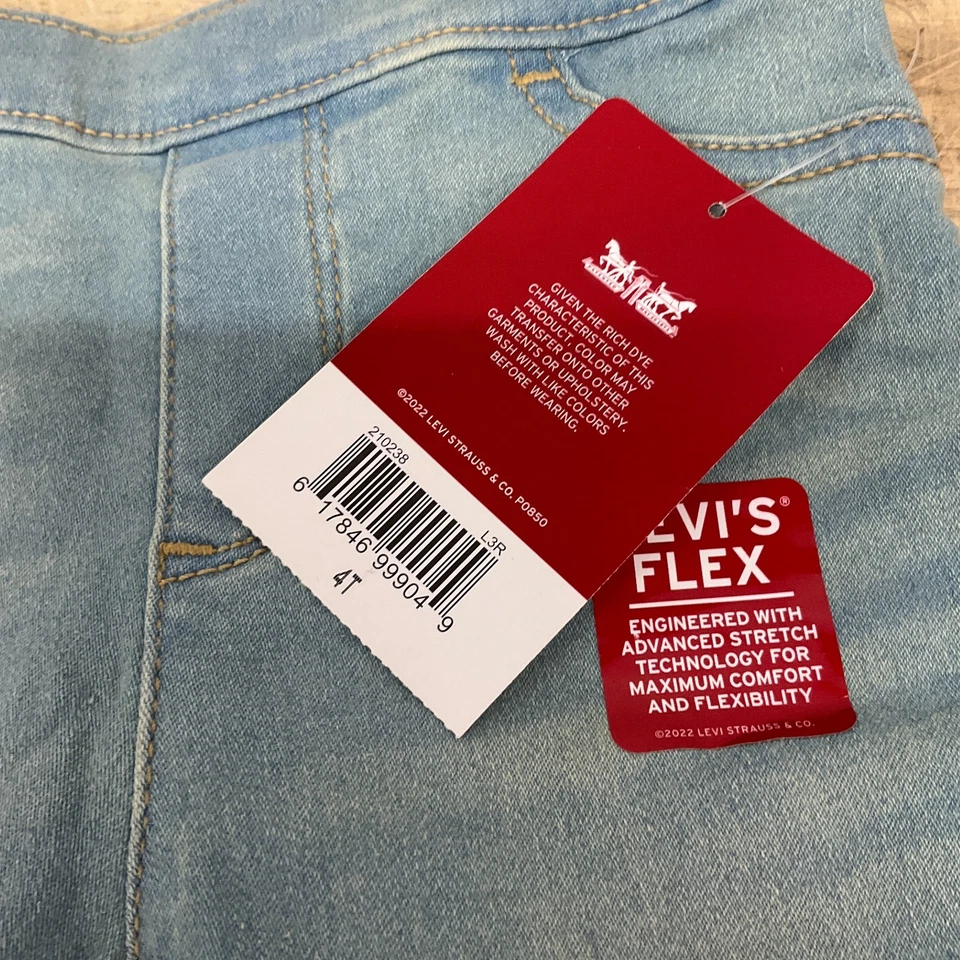 GIVEN THE RICH DYE
CHARACTERISTIC OF THIS
PRODUCT, COLOR MAY
TRANSFER ONTO OTHER
GARMENTS OR UPHOLSTERY.
WASH WITH LIKE COLORS
BEFORE WEARING.
©2022 LEVI STRAUSS & CO. P0850
210238
L3R
6 17846 99904 9
4T
EVI'S®
FLEX
ENGINEERED WITH
ADVANCED STRETCH
TECHNOLOGY FOR
MAXIMUM COMFORT
AND FLEXIBILITY
©2022 LEVI STRAUSS & CO.